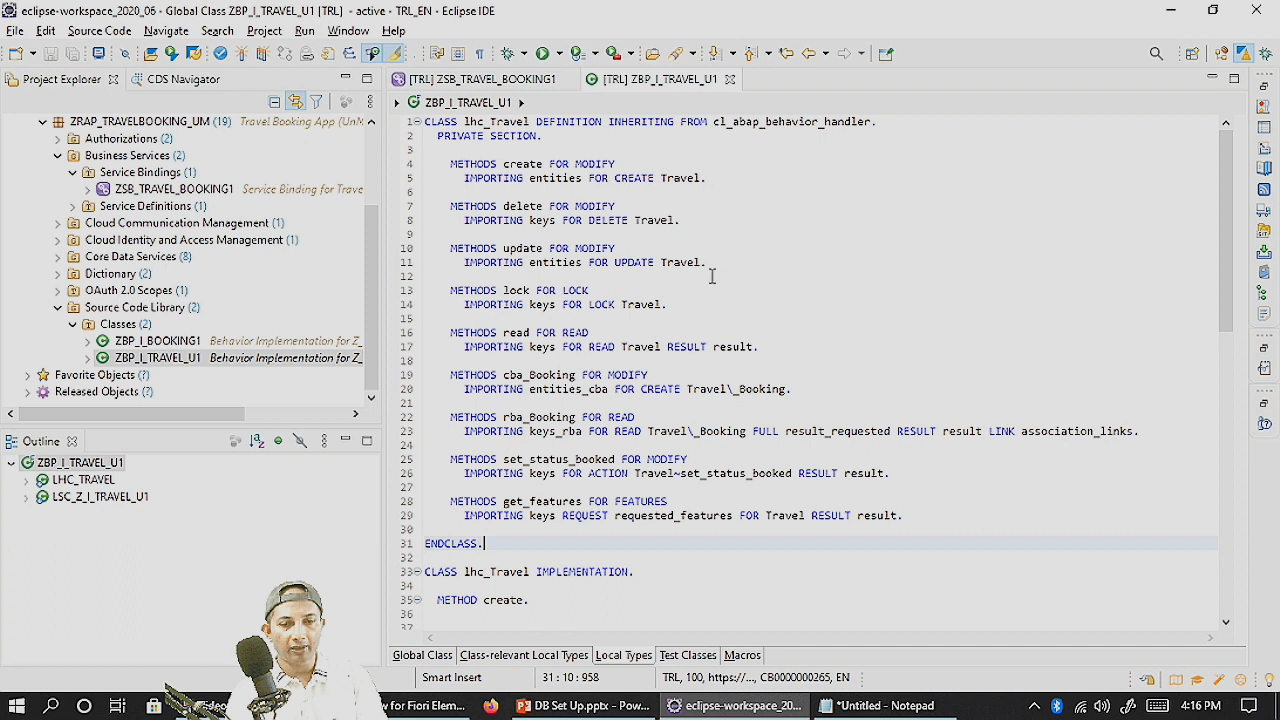 eclipse-workspace_2020_06 - Global Class ZBP_I_TRAVEL_U1 [TRL] - active - TRL_EN - Eclipse IDE
File Edit Source Code Navigate Search Project Run Window Help
Project Explorer CDS Navigator
ZRAP_TRAVELBOOKING_UM (19) Travel Booking App (UnM
Authorizations (2)
Business Services (2)
Service Bindings (1)
ZSB_TRAVEL_BOOKING1 Service Binding for Trave
Service Definitions (1)
Cloud Communication Management (1)
Cloud Identity and Access Management (1)
Core Data Services (8)
Dictionary (2)
OAuth 2.0 Scopes (1)
Source Code Library (2)
Classes (2)
ZBP_I_BOOKING1 Behavior Implementation for Z_
ZBP_I_TRAVEL_U1 Behavior Implementation for Z_
Favorite Objects (?)
Released Objects (?)
Outline
ZBP_I_TRAVEL_U1
LHC_TRAVEL
LSC_Z_I_TRAVEL_U1
[TRL] ZSB_TRAVEL_BOOKING1 [TRL] ZBP_I_TRAVEL_U1
ZBP_I_TRAVEL_U1
1 CLASS lhc_Travel DEFINITION INHERITING FROM cl_abap_behavior_handler.
2 PRIVATE SECTION.
3
4 METHODS create FOR MODIFY
5 IMPORTING entities FOR CREATE Travel.
6
7 METHODS delete FOR MODIFY
8 IMPORTING keys FOR DELETE Travel.
9
10 METHODS update FOR MODIFY
11 IMPORTING entities FOR UPDATE Travel.
12
13 METHODS lock FOR LOCK
14 IMPORTING keys FOR LOCK Travel.
15
16 METHODS read FOR READ
17 IMPORTING keys FOR READ Travel RESULT result.
18
19 METHODS cba_Booking FOR MODIFY
20 IMPORTING entities_cba FOR CREATE Travel\_Booking.
21
22 METHODS rba_Booking FOR READ
23 IMPORTING keys_rba FOR READ Travel\_Booking FULL result_requested RESULT result LINK association_links.
24
25 METHODS set_status_booked FOR MODIFY
26 IMPORTING keys FOR ACTION Travel~set_status_booked RESULT result.
27
28 METHODS get_features FOR FEATURES
29 IMPORTING keys REQUEST requested_features FOR Travel RESULT result.
30
31 ENDCLASS.
32
33 CLASS lhc_Travel IMPLEMENTATION.
34
35 METHOD create.
36
37
Global Class Class-relevant Local Types Local Types Test Classes Macros
Smart Insert 31 : 10 : 958 TRL, 100, https://..., CB0000000265, EN
w for Fiori Elem... DB Set Up.pptx - Pow... eclipse-workspace_20... *Untitled - Notepad 4:16 PM